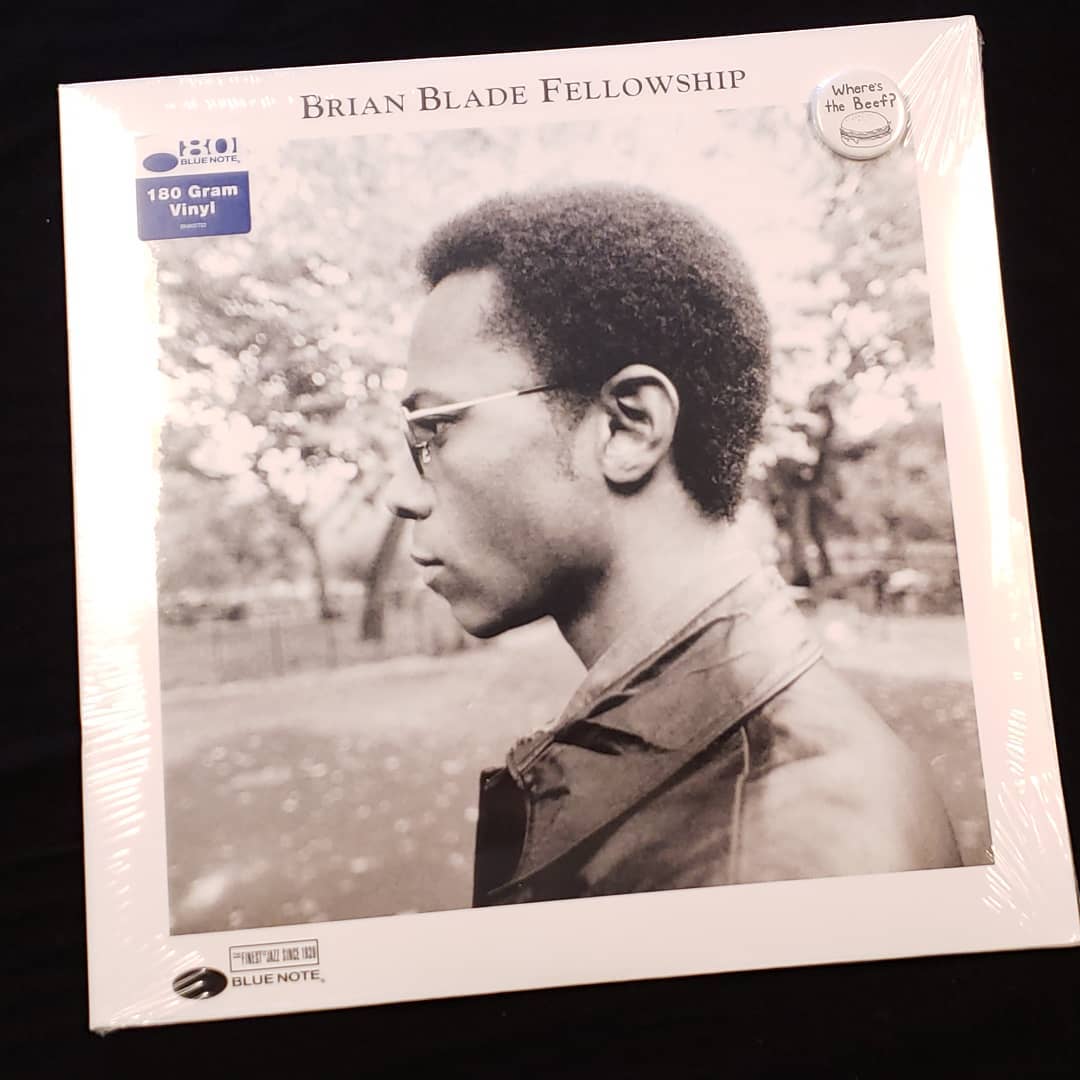 BRIAN BLADE FELLOWSHIP
Where's
the Beef?
80
BLUE NOTE
180 Gram
Vinyl
FINEST JAZZ SINCE 1939
BLUE NOTE